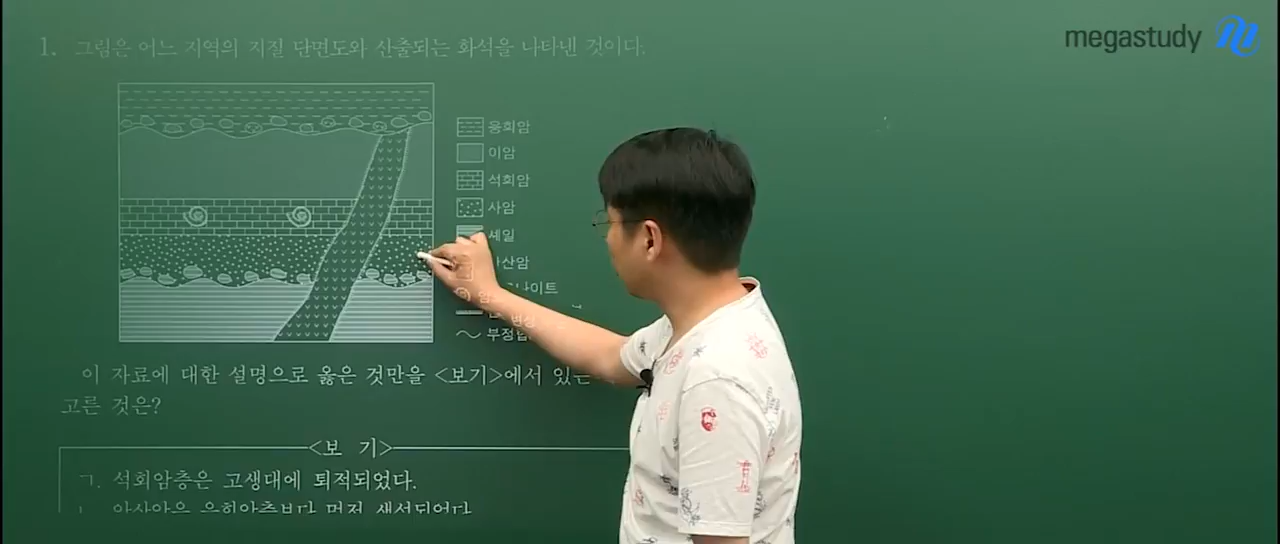 megastudy
1. 그림은 어느 지역의 지질 단면도와 산출되는 화석을 나타낸 것이다.
응회암
이암
석회암
사암
셰일
부정합
이 자료에 대한 설명으로 옳은 것만을 <보기>에서 있는
고른 것은?
<보 기>
ㄱ. 석회암층은 고생대에 퇴적되었다.